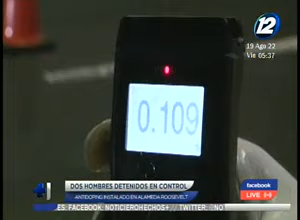 12
19 Ago 22
Vie 05:37
0.109
DOS HOMBRES DETENIDOS EN CONTROL
ANTIDOPING INSTALADO EN ALAMEDA ROOSEVELT
facebook
LIVE
ES: FACEBOOK NOTICIEROHECHOS+